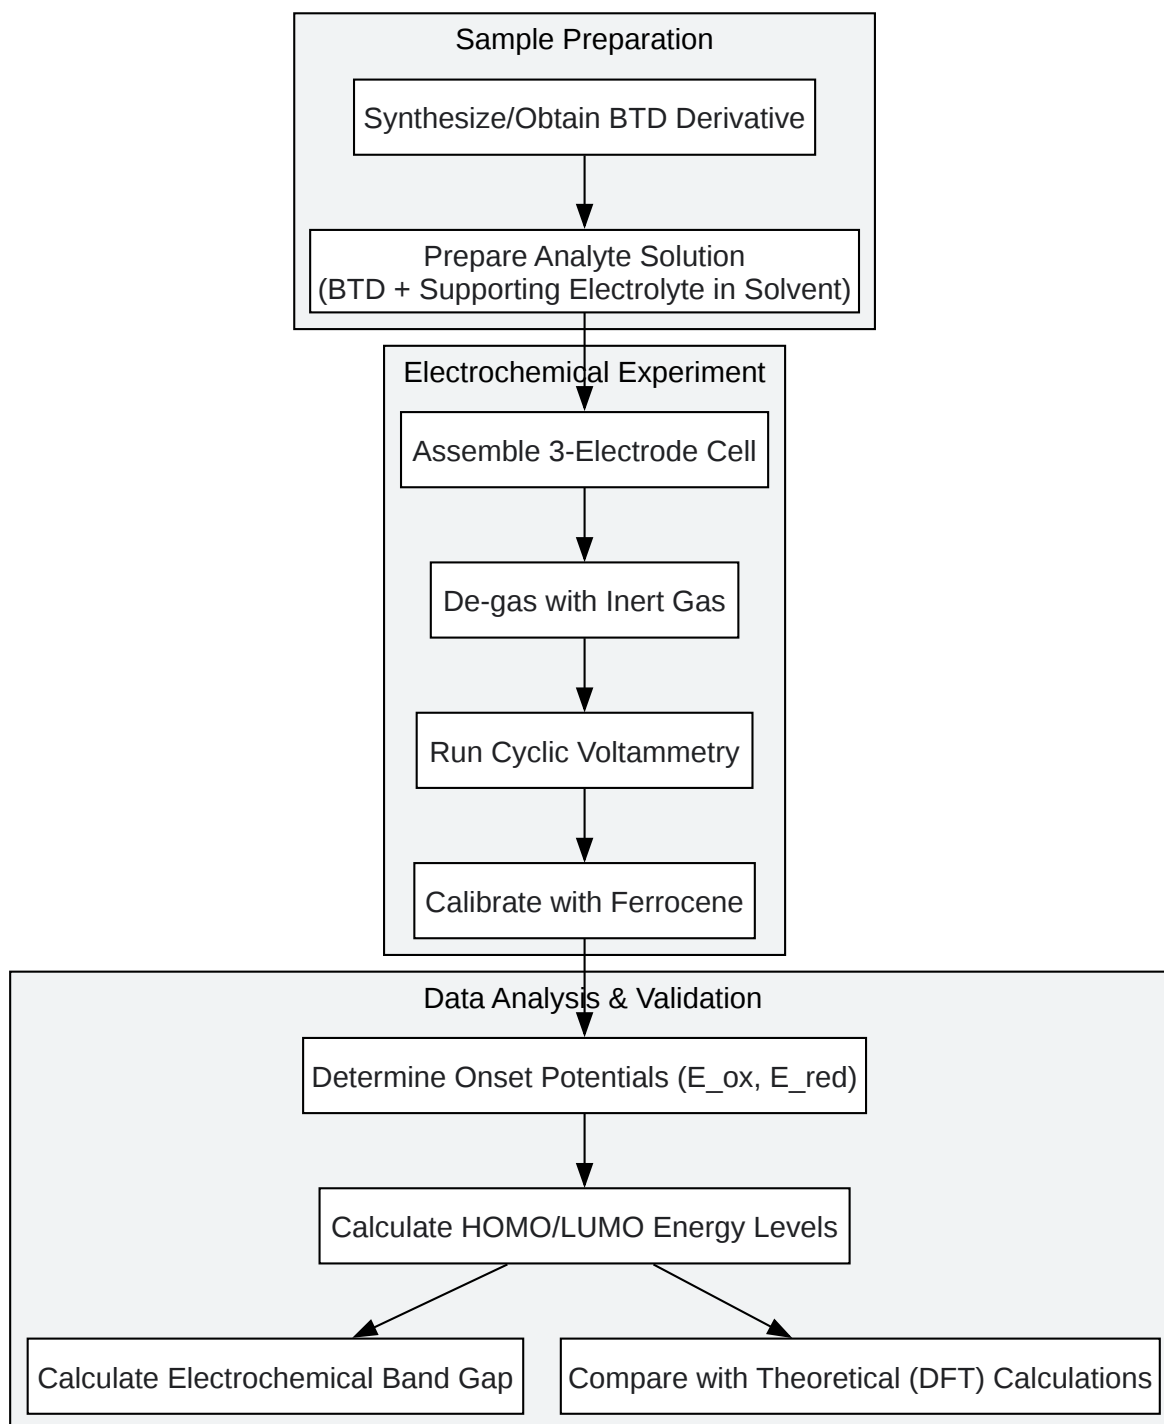 Sample Preparation
Synthesize/Obtain BTD Derivative
Prepare Analyte Solution
(BTD + Supporting Electrolyte in Solvent)
Electrochemical Experiment
Assemble 3-Electrode Cell
De-gas with Inert Gas
Run Cyclic Voltammetry
Calibrate with Ferrocene
Data Analysis & Validation
Determine Onset Potentials (E_ox, E_red)
Calculate HOMO/LUMO Energy Levels
Calculate Electrochemical Band Gap
Compare with Theoretical (DFT) Calculations